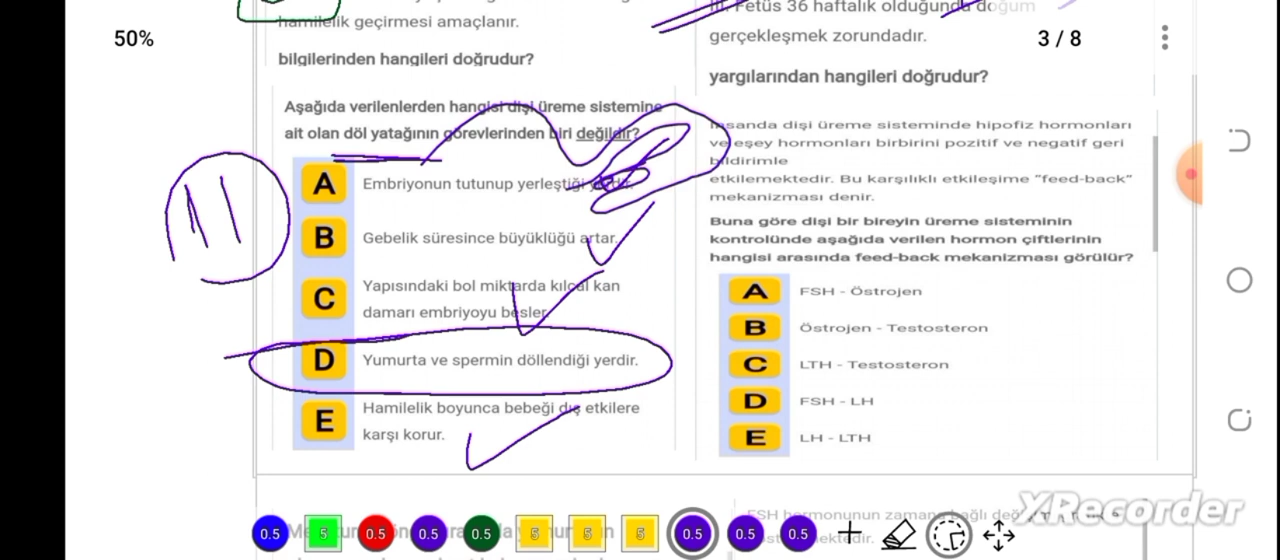 50%
hamilelik geçirmesi amaçlanır.
bilgilerinden hangileri doğrudur?
Aşağıda verilenlerden hangisi dişi üreme sistemine
ait olan döl yatağının görevlerinden biri değildir?
11
A Embriyonun tutunup yerleştiği yerdir.
B Gebelik süresince büyüklüğü artar.
C Yapısındaki bol miktarda kılcal kan
damarı embriyoyu besler.
D Yumurta ve spermin döllendiği yerdir.
E Hamilelik boyunca bebeği dış etkilere
karşı korur.
III. Fetüs 36 haftalık olduğunda doğum
gerçekleşmek zorundadır.
3 / 8
yargılarından hangileri doğrudur?
İnsanda dişi üreme sisteminde hipofiz hormonları
ve eşey hormonları birbirini pozitif ve negatif geri
bildirimle
etkilemektedir. Bu karşılıklı etkileşime “feed-back”
mekanizması denir.
Buna göre dişi bir bireyin üreme sisteminin
kontrolünde aşağıda verilen hormon çiftlerinin
hangisi arasında feed-back mekanizması görülür?
A FSH - Östrojen
B Östrojen - Testosteron
C LTH - Testosteron
D FSH - LH
E LH - LTH
FSH hormonunun zamana bağlı
XRecorder
0.5 5 0.5 0.5 0.5 5 5 5 0.5 0.5 0.5